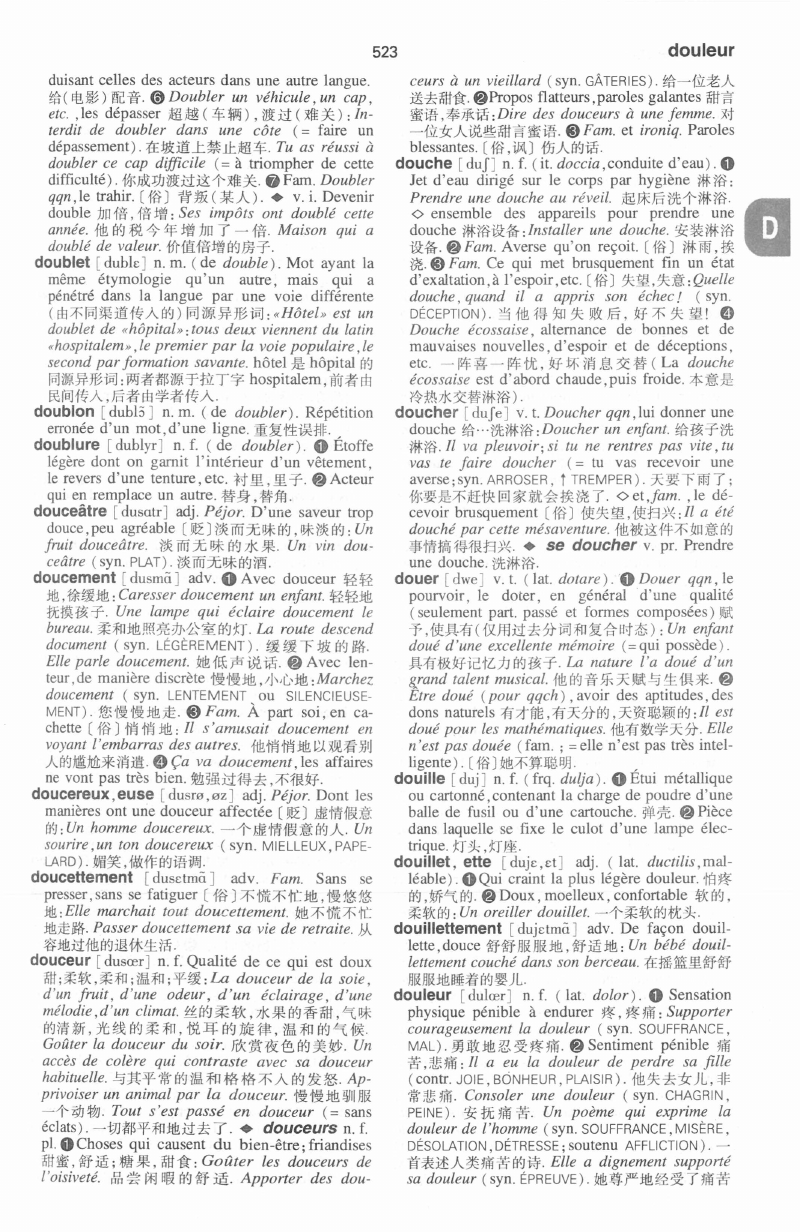 523
douleur
duisant celles des acteurs dans une autre langue.
给(电影)配音. ❻ Doubler un véhicule, un cap,
etc. ,les dépasser 超越(车辆),渡过(难关):In-
terdit de doubler dans une côte (= faire un
dépassement). 在坡道上禁止超车. Tu as réussi à
doubler ce cap difficile (= à triompher de cette
difficulté). 你成功渡过这个难关. ❼ Fam. Doubler
qqn, le trahir.〔俗〕背叛(某人). ◆ v. i. Devenir
double 加倍,倍增: Ses impôts ont doublé cette
année. 他的税今年增加了一倍. Maison qui a
doublé de valeur. 价值倍增的房子.
doublet [dublɛ] n. m. (de double). Mot ayant la
même étymologie qu'un autre, mais qui a
pénétré dans la langue par une voie différente
(由不同渠道传入的)同源异形词: «Hôtel» est un
doublet de «hôpital»: tous deux viennent du latin
«hospitalem», le premier par la voie populaire, le
second par formation savante. hôtel 是 hôpital 的
同源异形词:两者都源于拉丁字 hospitalem,前者由
民间传入,后者由学者传入.
doublon [dublɔ̃] n. m. (de doubler). Répétition
erronée d'un mot, d'une ligne. 重复性误排.
doublure [dublyr] n. f. (de doubler). ❶ Étoffe
légère dont on garnit l'intérieur d'un vêtement,
le revers d'une tenture, etc. 衬里,里子. ❷ Acteur
qui en remplace un autre. 替身,替角.
douceâtre [dusɑtr] adj. Péjor. D'une saveur trop
douce, peu agréable〔贬〕淡而无味的,味淡的: Un
fruit douceâtre. 淡而无味的水果. Un vin dou-
ceâtre (syn. PLAT). 淡而无味的酒.
doucement [dusmɑ̃] adv. ❶ Avec douceur 轻轻
地,徐缓地: Caresser doucement un enfant. 轻轻地
抚摸孩子. Une lampe qui éclaire doucement le
bureau. 柔和地照亮办公室的灯. La route descend
document (syn. LÉGÈREMENT). 缓缓下坡的路.
Elle parle doucement. 她低声说话. ❷ Avec len-
teur, de manière discrète 慢慢地,小心地: Marchez
doucement (syn. LENTEMENT ou SILENCIEUSE-
MENT). 您慢慢地走. ❸ Fam. À part soi, en ca-
chette〔俗〕悄悄地: Il s'amusait doucement en
voyant l'embarras des autres. 他悄悄地以观看别
人的尴尬来消遣. ❹ Ça va doucement, les affaires
ne vont pas très bien. 勉强过得去,不很好.
doucereux, euse [dusrø, øz] adj. Péjor. Dont les
manières ont une douceur affectée〔贬〕虚情假意
的: Un homme doucereux. 一个虚情假意的人. Un
sourire, un ton doucereux (syn. MIELLEUX, PAPE-
LARD). 媚笑,做作的语调.
doucettement [dusɛtmɑ̃] adv. Fam. Sans se
presser, sans se fatiguer〔俗〕不慌不忙地,慢悠悠
地: Elle marchait tout doucettement. 她不慌不忙
地走路. Passer doucettement sa vie de retraite. 从
容地过他的退休生活.
douceur [dusœr] n. f. Qualité de ce qui est doux
甜;柔软,柔和;温和;平缓: La douceur de la soie,
d'un fruit, d'une odeur, d'un éclairage, d'une
mélodie, d'un climat. 丝的柔软,水果的香甜,气味
的清新,光线的柔和,悦耳的旋律,温和的气候.
Goûter la douceur du soir. 欣赏夜色的美妙. Un
accès de colère qui contraste avec sa douceur
habituelle. 与其平常的温和格格不入的发怒. Ap-
privoiser un animal par la douceur. 慢慢地驯服
一个动物. Tout s'est passé en douceur (= sans
éclats). 一切都平和地过去了. ◆ douceurs n. f.
pl. ❶ Choses qui causent du bien-être; friandises
甜蜜,舒适;糖果,甜食: Goûter les douceurs de
l'oisiveté. 品尝闲暇的舒适. Apporter des dou-
ceurs à un vieillard (syn. GÂTERIES). 给一位老人
送去甜食. ❷ Propos flatteurs, paroles galantes 甜言
蜜语,奉承话: Dire des douceurs à une femme. 对
一位女人说些甜言蜜语. ❸ Fam. et ironiq. Paroles
blessantes.〔俗,讽〕伤人的话.
douche [duʃ] n. f. (it. doccia, conduite d'eau). ❶
Jet d'eau dirigé sur le corps par hygiène 淋浴:
Prendre une douche au réveil. 起床后洗个淋浴.
◇ ensemble des appareils pour prendre une
douche 淋浴设备: Installer une douche. 安装淋浴
设备. ❷ Fam. Averse qu'on reçoit.〔俗〕淋雨,挨
浇. ❸ Fam. Ce qui met brusquement fin un état
d'exaltation, à l'espoir, etc.〔俗〕失望,失意: Quelle
douche, quand il a appris son échec! (syn.
DÉCEPTION). 当他得知失败后,好不失望! ❹
Douche écossaise, alternance de bonnes et de
mauvaises nouvelles, d'espoir et de déceptions,
etc. 一阵喜一阵忧,好坏消息交替 (La douche
écossaise est d'abord chaude, puis froide. 本意是
冷热水交替淋浴).
doucher [duʃe] v. t. Doucher qqn, lui donner une
douche 给…洗淋浴: Doucher un enfant. 给孩子洗
淋浴. Il va pleuvoir; si tu ne rentres pas vite, tu
vas te faire doucher (= tu vas recevoir une
averse; syn. ARROSER, ↑ TREMPER). 天要下雨了;
你要是不赶快回家就会挨浇了. ◇ et, fam. , le dé-
cevoir brusquement〔俗〕使失望,使扫兴: Il a été
douché par cette mésaventure. 他被这件不如意的
事情搞得很扫兴. ◆ se doucher v. pr. Prendre
une douche. 洗淋浴.
douer [dwe] v. t. (lat. dotare). ❶ Douer qqn, le
pourvoir, le doter, en général d'une qualité
(seulement part. passé et formes composées) 赋
予,使具有(仅用过去分词和复合时态): Un enfant
doué d'une excellente mémoire (= qui possède).
具有极好记忆力的孩子. La nature l'a doué d'un
grand talent musical. 他的音乐天赋与生俱来. ❷
Être doué (pour qqch), avoir des aptitudes, des
dons naturels 有才能,有天分的,天资聪颖的: Il est
doué pour les mathématiques. 他有数学天分. Elle
n'est pas douée (fam. ; = elle n'est pas très intel-
ligente).〔俗〕她不算聪明.
douille [duj] n. f. (frq. dulja). ❶ Étui métallique
ou cartonné, contenant la charge de poudre d'une
balle de fusil ou d'une cartouche. 弹壳. ❷ Pièce
dans laquelle se fixe le culot d'une lampe élec-
trique. 灯头,灯座.
douillet, ette [dujɛ, ɛt] adj. (lat. ductilis, mal-
léable). ❶ Qui craint la plus légère douleur. 怕疼
的,娇气的. ❷ Doux, moelleux, confortable 软的,
柔软的: Un oreiller douillet. 一个柔软的枕头.
douillettement [dujɛtmɑ̃] adv. De façon douil-
lette, douce 舒舒服服地,舒适地: Un bébé douil-
lettement couché dans son berceau. 在摇篮里舒舒
服服地睡着的婴儿.
douleur [dulœr] n. f. (lat. dolor). ❶ Sensation
physique pénible à endurer 疼,疼痛: Supporter
courageusement la douleur (syn. SOUFFRANCE,
MAL). 勇敢地忍受疼痛. ❷ Sentiment pénible 痛
苦,悲痛: Il a eu la douleur de perdre sa fille
(contr. JOIE, BONHEUR, PLAISIR). 他失去女儿,非
常悲痛. Consoler une douleur (syn. CHAGRIN,
PEINE). 安抚痛苦. Un poème qui exprime la
douleur de l'homme (syn. SOUFFRANCE, MISÈRE,
DÉSOLATION, DÉTRESSE; soutenu AFFLICTION). 一
首表述人类痛苦的诗. Elle a dignement supporté
sa douleur (syn. ÉPREUVE). 她尊严地经受了痛苦
D